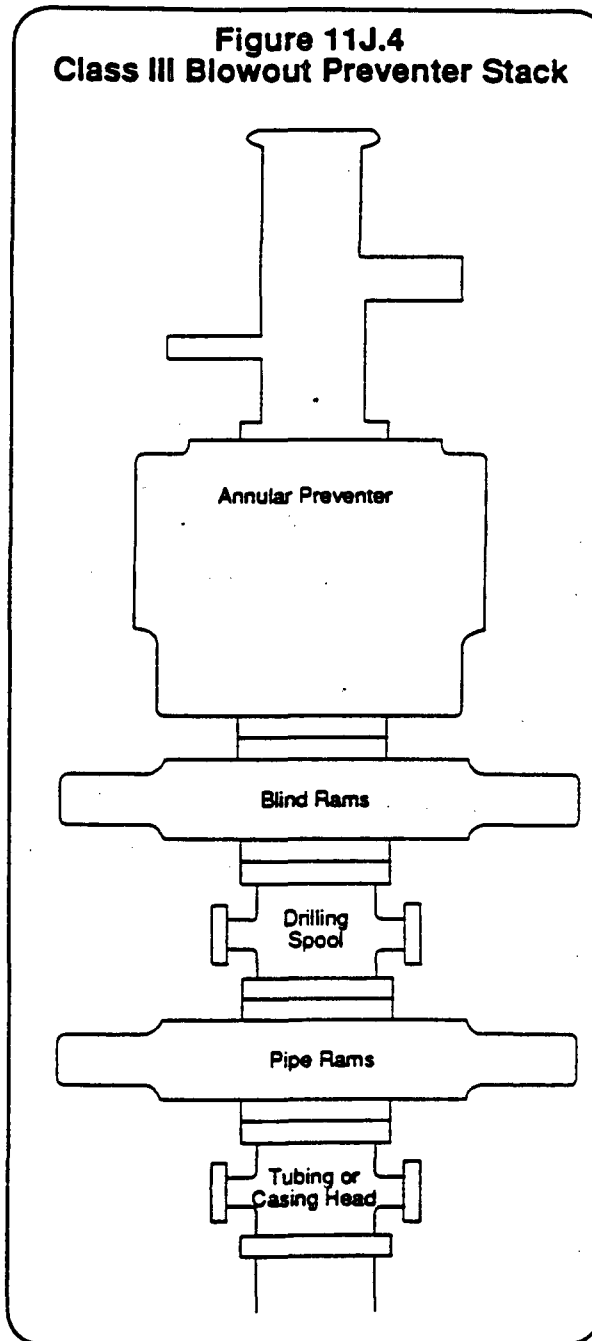 Figure 11J.4
Class III Blowout Preventer Stack
Annular Preventer
Blind Rams
Drilling
Spool
Pipe Rams
Tubing or
Casing Head